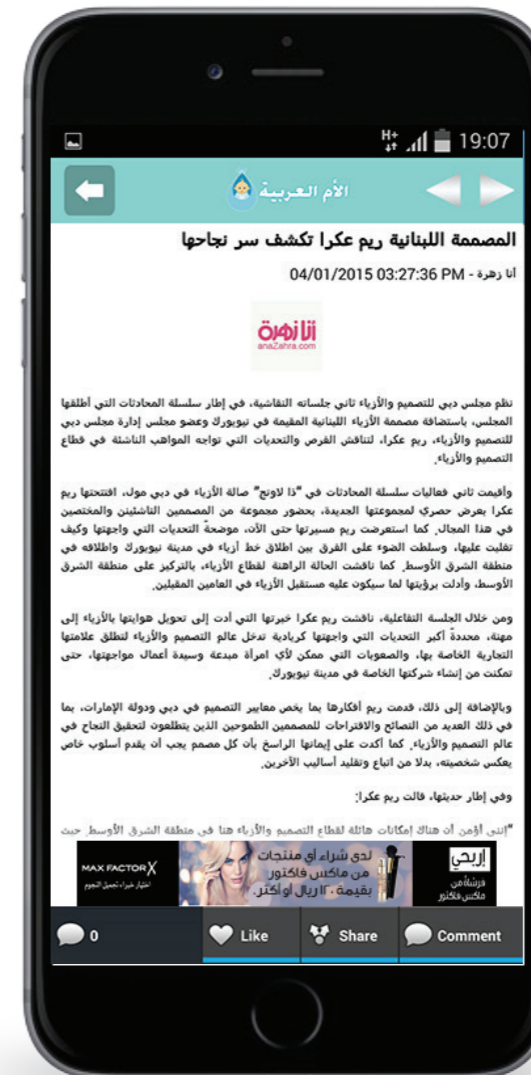 H+ 19:07
الأم العربية
المصممة اللبنانية ريم عكرا تكشف سر نجاحها
أنا زهرة - 04/01/2015 03:27:36 PM
أنا زهرة
anaZahra.com
نظم مجلس دبي للتصميم والأزياء ثاني جلساته النقاشية، في إطار سلسلة المحادثات التي أطلقها
المجلس، باستضافة مصممة الأزياء اللبنانية المقيمة في نيويورك وعضو مجلس إدارة مجلس دبي
للتصميم والأزياء، ريم عكرا، لتناقش الفرص والتحديات التي تواجه المواهب الناشئة في قطاع
التصميم والأزياء.
وأقيمت ثاني فعاليات سلسلة المحادثات في "ذا لاونج" صالة الأزياء في دبي مول، افتتحتها ريم
عكرا بعرض حصري لمجموعتها الجديدة، بحضور مجموعة من المصممين الناشئين والمختصين
في هذا المجال. كما استعرضت ريم مسيرتها حتى الآن، موضحةً التحديات التي واجهتها وكيف
تغلبت عليها، وسلطت الضوء على الفرق بين اطلاق خط أزياء في مدينة نيويورك واطلاقه في
منطقة الشرق الأوسط. كما ناقشت الحالة الراهنة لقطاع الأزياء، بالتركيز على منطقة الشرق
الأوسط، وأدلت برؤيتها لما سيكون عليه مستقبل الأزياء في العامين المقبلين.
ومن خلال الجلسة التفاعلية، ناقشت ريم عكرا خبرتها التي أدت إلى تحويل هوايتها بالأزياء إلى
مهنة، محددةً أكبر التحديات التي واجهتها كريادية تدخل عالم التصميم والأزياء لتطلق علامتها
التجارية الخاصة بها، والصعوبات التي ممكن لأي امرأة مبدعة وسيدة أعمال مواجهتها، حتى
تمكنت من إنشاء شركتها الخاصة في مدينة نيويورك.
وبالإضافة إلى ذلك، قدمت ريم أفكارها بما يخص معايير التصميم في دبي ودولة الإمارات، بما
في ذلك العديد من النصائح والاقتراحات للمصممين الطموحين الذين يتطلعون لتحقيق النجاح في
عالم التصميم والأزياء. كما أكدت على إيمانها الراسخ بأن كل مصمم يجب أن يقدم أسلوب خاص
يعكس شخصيته، بدلا من اتباع وتقليد أساليب الآخرين.
وفي إطار حديثها، قالت ريم عكرا:
"إنني أؤمن أن هناك إمكانات هائلة لقطاع التصميم والأزياء هنا في منطقة الشرق الأوسط. حيث
إربحي
فرشاة من
ماكس فاكتور
لدى شراء أي منتجات
من ماكس فاكتور
بقيمة ١٢٠ ريال أو أكثر.
MAX FACTOR X
اختيار خبراء تجميل النجوم
0 Like Share Comment